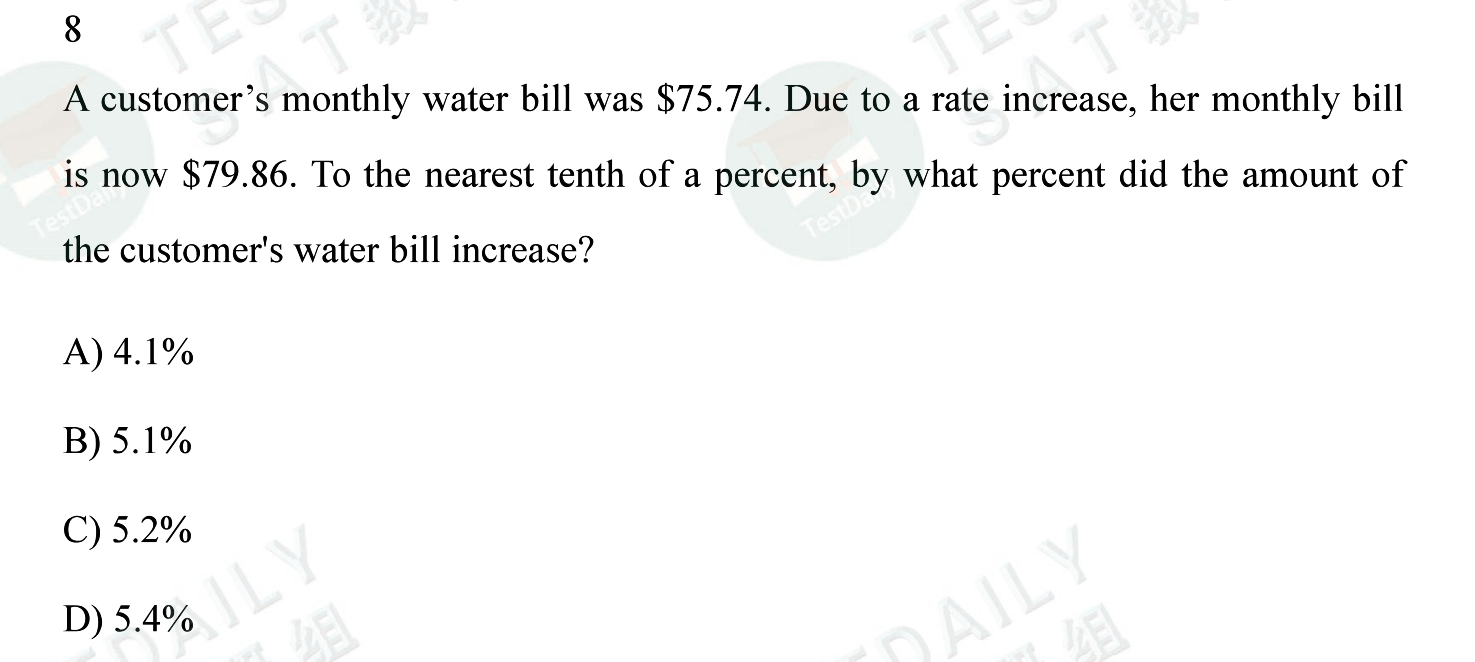 8
A customer’s monthly water bill was $75.74. Due to a rate increase, her monthly bill
is now $79.86. To the nearest tenth of a percent, by what percent did the amount of
the customer's water bill increase?
A) 4.1%
B) 5.1%
C) 5.2%
D) 5.4%